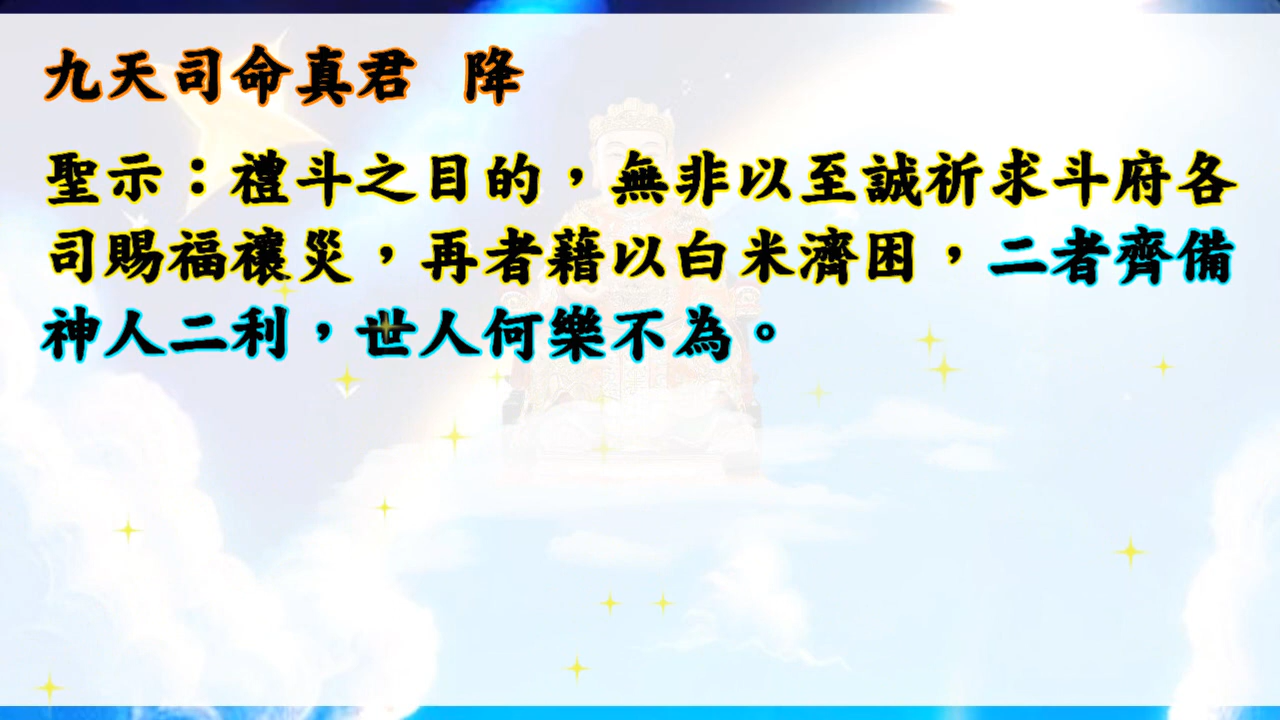 九天司命真君 降
聖示：禮斗之目的，無非以至誠祈求斗府各
司賜福禳災，再者藉以白米濟困，二者齊備
神人二利，世人何樂不為。